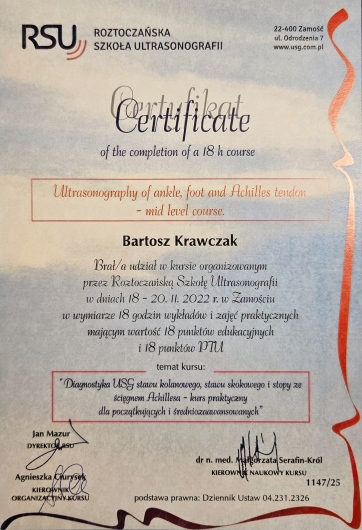 RSU ROZTOCZAŃSKA
SZKOŁA ULTRASONOGRAFII
22-400 Zamość
ul. Odrodzenia 7
www.usg.com.pl
Certyfikat
Certificate
of the completion of a 18 h course
Ultrasonography of ankle, foot and Achilles tendon
– mid level course.
Bartosz Krawczak
Brał/a udział w kursie organizowanym
przez Roztoczańską Szkołę Ultrasonografii
w dniach 18 - 20. 11. 2022 r. w Zamościu
w wymiarze 18 godzin wykładów i zajęć praktycznych
mającym wartość 18 punktów edukacyjnych
i 18 punktów PTU
temat kursu:
"Diagnostyka USG stawu kolanowego, stawu skokowego i stopy ze
ścięgnem Achillesa - kurs praktyczny
dla początkujących i średniozaawansowanych"
Jan Mazur
DYREKTOR RSU
dr n. med. Małgorzata Serafin-Król
KIEROWNIK NAUKOWY KURSU
Agnieszka Ciurysek
KIEROWNIK
ORGANIZACYJNY KURSU
1147/25
podstawa prawna: Dziennik Ustaw 04.231.2326